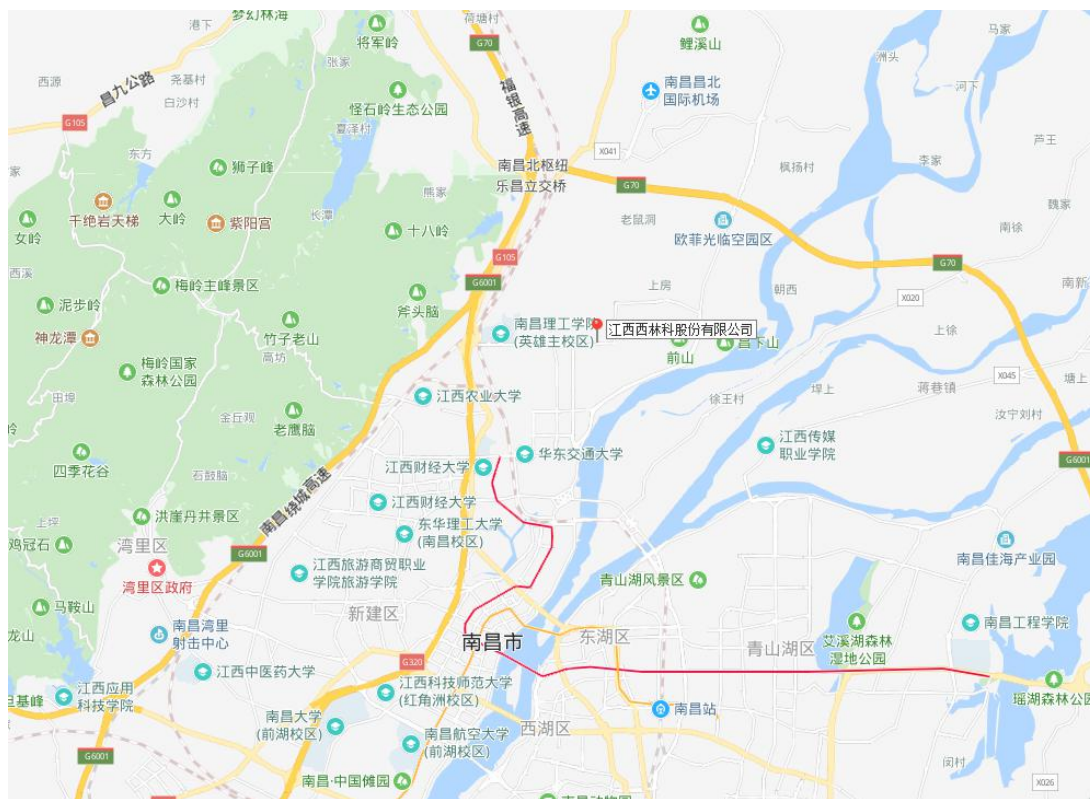 梦幻林海
港下
荷塘村
将军岭
G70
鲤溪山
马家
洲头
西源
尧基村
白沙村
昌九公路
张家
怪石岭生态公园
福银高速
南昌昌北
国际机场
河下
G105
夏泽村
东方
狮子峰
南昌北枢纽
乐昌立交桥
X041
芦王
李家
枫扬村
G70
熊家
千绝岩天梯
大岭
紫阳宫
长潭
女岭
十八岭
老鼠洞
欧菲光临空园区
魏家
南徐
G105
G70
西溪
梅岭主峰景区
G6001
上房
朝西
南新
X020
泥步岭
斧头脑
神龙潭
竹子老山
高坊
南昌理工学院
(英雄主校区)
江西西林科股份有限公司
前山
昌下山
上徐
梅岭国家
森林公园
田埠
江西农业大学
徐王村
垾上
蒋巷镇
X045
塘上
汝宁刘村
金丘观
老鹰脑
江西传媒
职业学院
四季花谷
石鼓脑
江西财经大学
华东交通大学
G6001
南昌绕城高速
江西财经大学
上坪
洪崖丹井景区
东华理工大学
(南昌校区)
鸡冠石
湾里区
G6001
湾里区政府
江西旅游商贸职业
学院旅游学院
青山湖风景区
南昌佳海产业园
马鞍山
新建区
龙山
南昌湾里
射击中心
南昌市
东湖区
青山湖区
艾溪湖森林
湿地公园
南昌工程学院
G320
江西中医药大学
江西科技师范大学
(红角洲校区)
旦基峰
江西应用
科技学院
南昌站
瑶湖森林公园
南昌大学
(前湖校区)
西湖区
南昌航空大学
(前湖校区)
G6001
闵村
南昌·中国傩园
X026
G105
南昌动物园